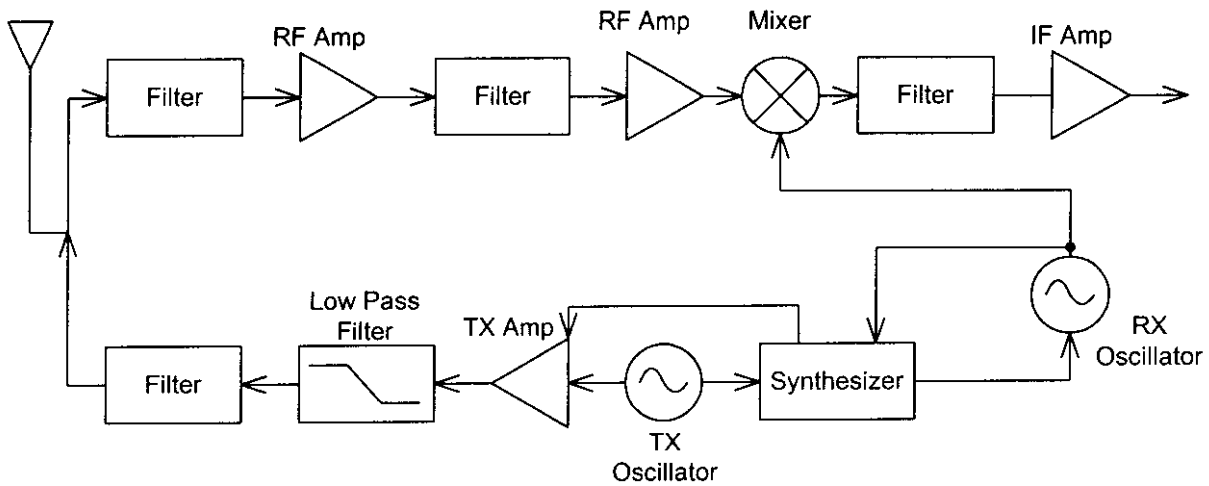 RF Amp
RF Amp
Mixer
IF Amp
Filter
Filter
Filter
Low Pass
Filter
TX Amp
RX
Oscillator
Filter
Synthesizer
TX
Oscillator